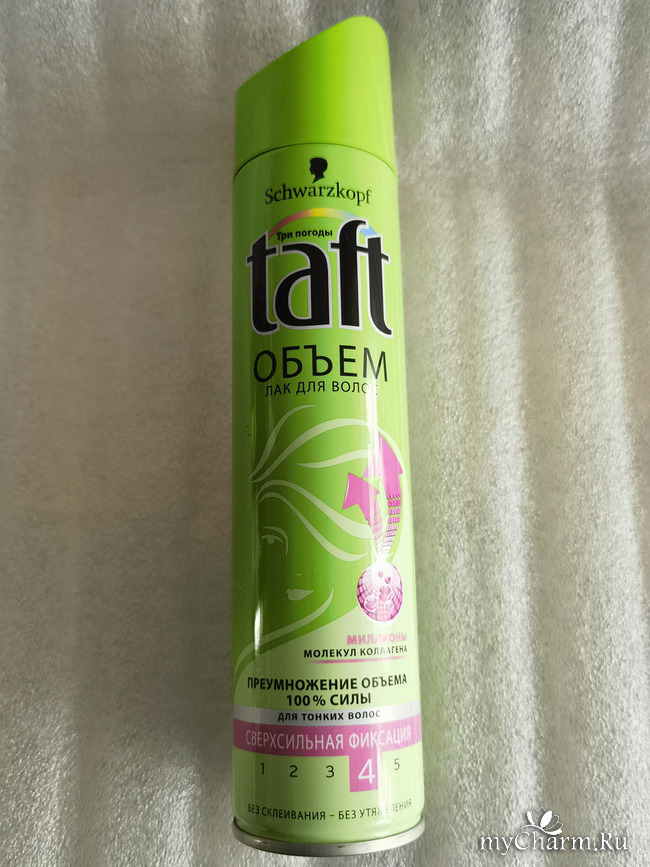 Schwarzkopf
Три погоды
taft
ОБЪЕМ
ЛАК ДЛЯ ВОЛОС
МИЛЛИОНЫ
МОЛЕКУЛ КОЛЛАГЕНА
ПРЕУМНОЖЕНИЕ ОБЪЕМА
100% СИЛЫ
ДЛЯ ТОНКИХ ВОЛОС
СВЕРХСИЛЬНАЯ ФИКСАЦИЯ
1 2 3 4 5
БЕЗ СКЛЕИВАНИЯ – БЕЗ УТЯЖЕЛЕНИЯ
myCharm.Ru